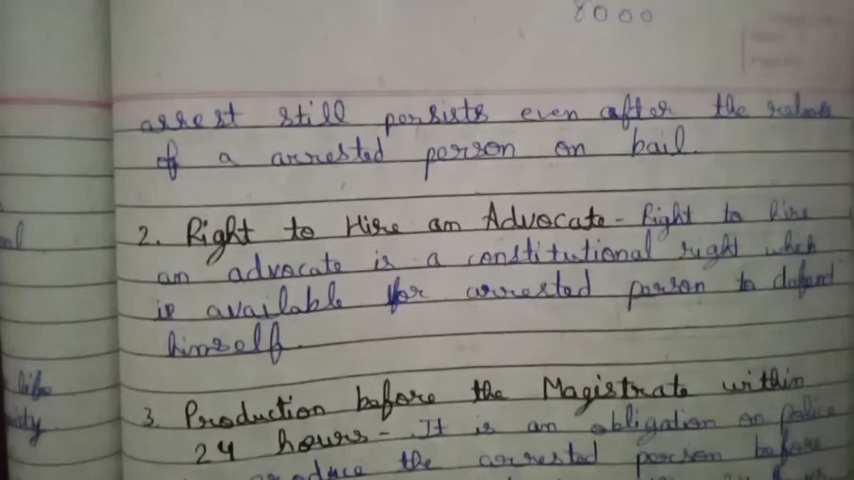 8000
arrest still persists even after the release
of a arrested person on bail.
2. Right to Hire an Advocate - Right to hire
an advocate is a constitutional right which
is available for arrested person to defend
himself.
3. Production before the Magistrate within
24 hours - It is an obligation on police
produce the arrested person before